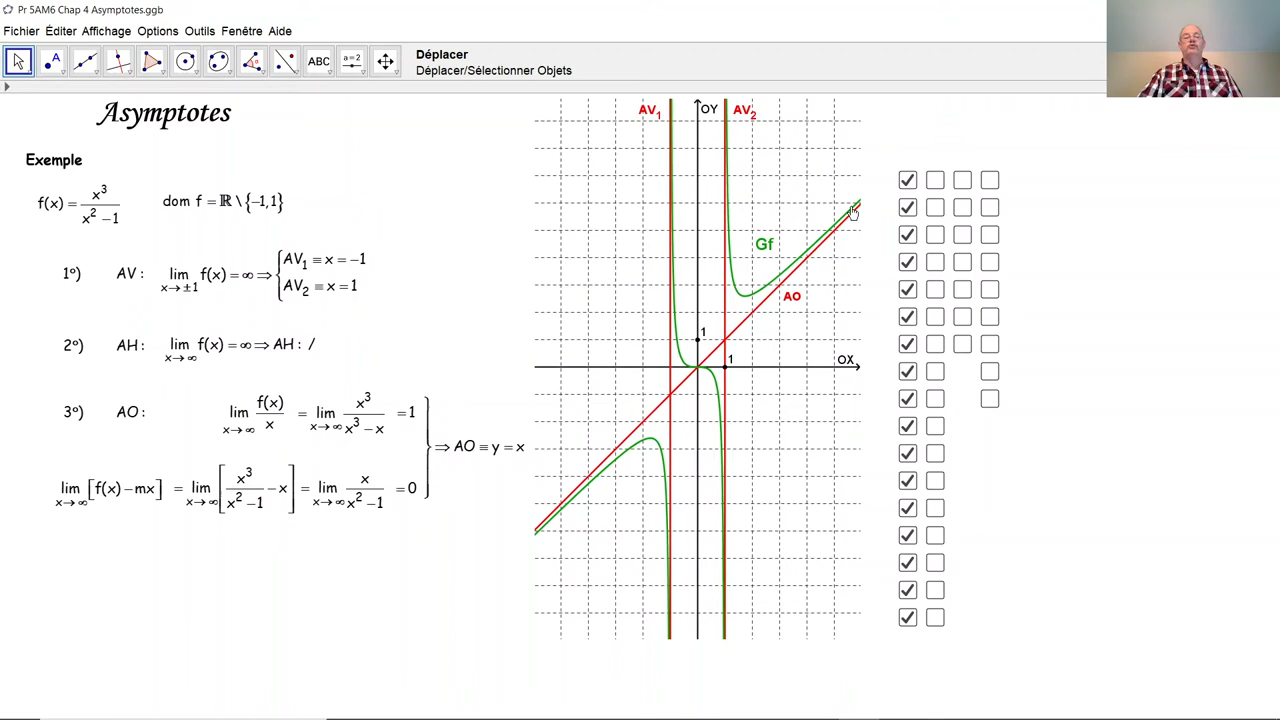 Pr 5AM6 Chap 4 Asymptotes.ggb
Fichier Éditer Affichage Options Outils Fenêtre Aide
A
ABC
a=2
Déplacer
Déplacer/Sélectionner Objets
Asymptotes
Exemple
f(x) = x³ / (x² − 1) dom f = ℝ \ {−1,1}
1°) AV : lim x→±1 f(x) = ∞ ⇒ { AV₁ ≡ x = −1
AV₂ ≡ x = 1
2°) AH : lim x→∞ f(x) = ∞ ⇒ AH : /
3°) AO : lim x→∞ f(x)/x = lim x→∞ x³/(x³ − x) = 1
lim x→∞ [f(x) − mx] = lim x→∞ [x³/(x² − 1) − x] = lim x→∞ x/(x² − 1) = 0 } ⇒ AO ≡ y = x
AV₁ OY AV₂
Gf
AO
1
1 OX